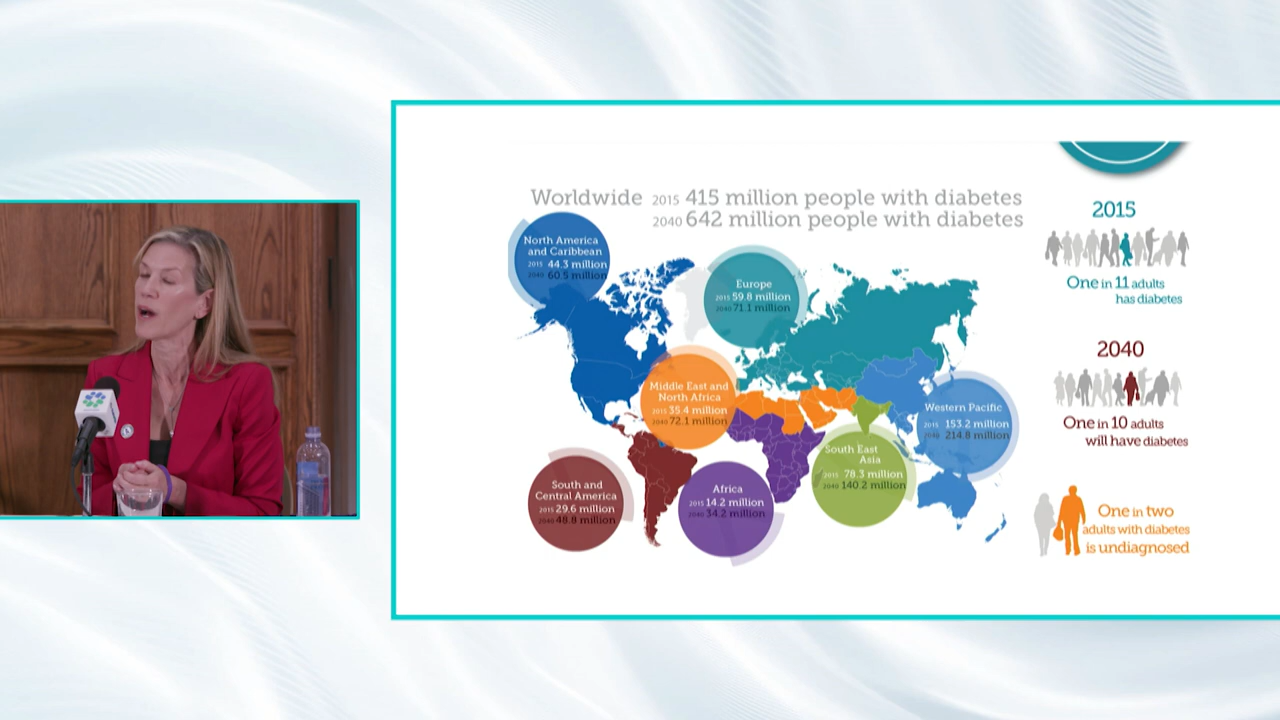 Worldwide 2015 415 million people with diabetes
2040 642 million people with diabetes
North America
and Caribbean
2015 44.3 million
2040 60.5 million
Europe
2015 59.8 million
2040 71.1 million
Middle East and
North Africa
2015 35.4 million
2040 72.1 million
Western Pacific
2015 153.2 million
2040 214.8 million
South East
Asia
2015 78.3 million
2040 140.2 million
South and
Central America
2015 29.6 million
2040 48.8 million
Africa
2015 14.2 million
2040 34.2 million
2015
One in 11 adults
has diabetes
2040
One in 10 adults
will have diabetes
One in two
adults with diabetes
is undiagnosed